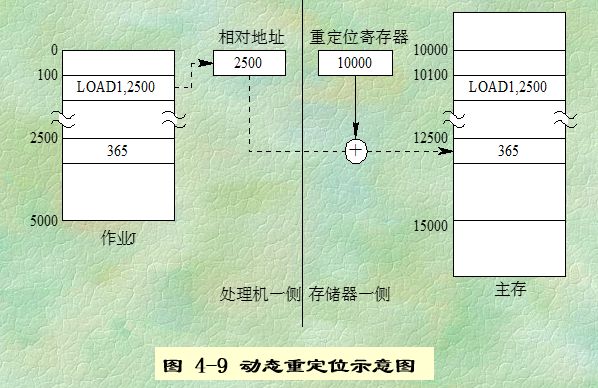 相对地址
重定位寄存器
0
100
LOAD1,2500
2500
365
5000
作业J
2500
10000
10000
10100
LOAD1,2500
12500
365
15000
主存
处理机一侧
存储器一侧
图 4-9 动态重定位示意图